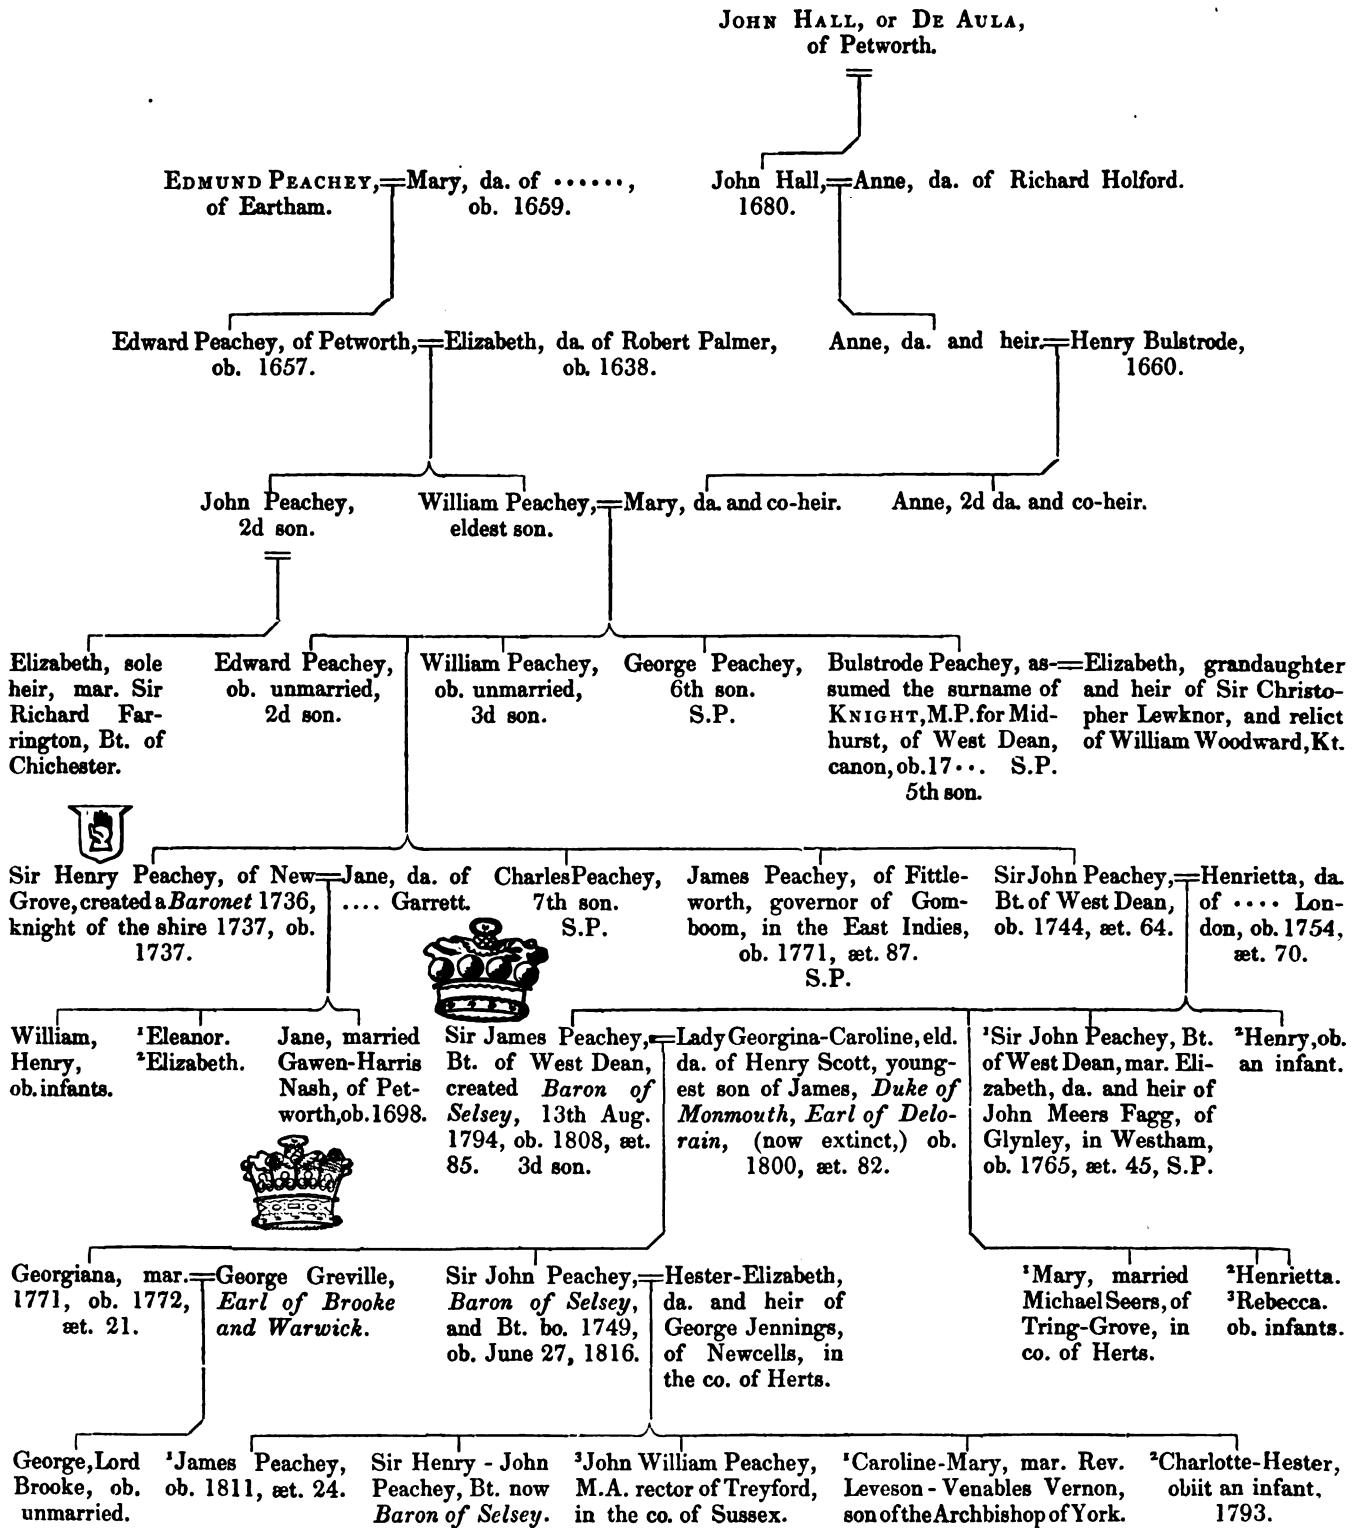 JOHN HALL, OR DE AULA,
of Petworth.
EDMUND PEACHEY,
of Eartham.
Mary, da. of ······,
ob. 1659.
John Hall,
1680.
Anne, da. of Richard Holford.
Edward Peachey, of Petworth,
ob. 1657.
Elizabeth, da. of Robert Palmer,
ob. 1638.
Anne, da. and heir.
Henry Bulstrode,
1660.
John Peachey,
2d son.
William Peachey,
eldest son.
Mary, da. and co-heir.
Anne, 2d da. and co-heir.
Elizabeth, sole
heir, mar. Sir
Richard Far-
rington, Bt. of
Chichester.
Edward Peachey,
ob. unmarried,
2d son.
William Peachey,
ob. unmarried,
3d son.
George Peachey,
6th son.
S.P.
Bulstrode Peachey, as-
sumed the surname of
KNIGHT, M.P. for Mid-
hurst, of West Dean,
canon, ob. 17··. S.P.
5th son.
Elizabeth, grandaughter
and heir of Sir Christo-
pher Lewknor, and relict
of William Woodward, Kt.
Sir Henry Peachey, of New
Grove, created a Baronet 1736,
knight of the shire 1737, ob.
1737.
Jane, da. of
.... Garrett.
Charles Peachey,
7th son.
S.P.
James Peachey, of Fittle-
worth, governor of Gom-
boom, in the East Indies,
ob. 1771, æt. 87.
S.P.
Sir John Peachey,
Bt. of West Dean,
ob. 1744, æt. 64.
Henrietta, da.
of ···· Lon-
don, ob. 1754,
æt. 70.
William,
Henry,
ob. infants.
¹Eleanor.
²Elizabeth.
Jane, married
Gawen-Harris
Nash, of Pet-
worth, ob. 1698.
Sir James Peachey,
Bt. of West Dean,
created Baron of
Selsey, 13th Aug.
1794, ob. 1808, æt.
85. 3d son.
Lady Georgina-Caroline, eld.
da. of Henry Scott, young-
est son of James, Duke of
Monmouth, Earl of Delo-
rain, (now extinct,) ob.
1800, æt. 82.
¹Sir John Peachey, Bt.
of West Dean, mar. Eli-
zabeth, da. and heir of
John Meers Fagg, of
Glynley, in Westham,
ob. 1765, æt. 45, S.P.
²Henry, ob.
an infant.
Georgiana, mar.
1771, ob. 1772,
æt. 21.
George Greville,
Earl of Brooke
and Warwick.
Sir John Peachey,
Baron of Selsey,
and Bt. bo. 1749,
ob. June 27, 1816.
Hester-Elizabeth,
da. and heir of
George Jennings,
of Newcells, in
the co. of Herts.
¹Mary, married
Michael Seers, of
Tring-Grove, in
co. of Herts.
²Henrietta.
³Rebecca.
ob. infants.
George, Lord
Brooke, ob.
unmarried.
¹James Peachey,
ob. 1811, æt. 24.
Sir Henry - John
Peachey, Bt. now
Baron of Selsey.
³John William Peachey,
M.A. rector of Treyford,
in the co. of Sussex.
¹Caroline-Mary, mar. Rev.
Leveson - Venables Vernon,
son of the Archbishop of York.
²Charlotte-Hester,
obiit an infant,
1793.